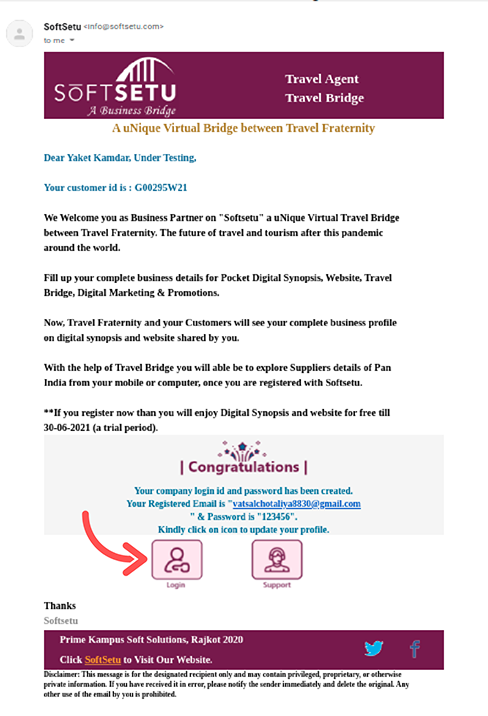 SoftSetu <info@softsetu.com>
to me
SOFTSETU
A Business Bridge
Travel Agent
Travel Bridge
A uNique Virtual Bridge between Travel Fraternity
Dear Yaket Kamdar, Under Testing,
Your customer id is : G00295W21
We Welcome you as Business Partner on "Softsetu" a uNique Virtual Travel Bridge
between Travel Fraternity. The future of travel and tourism after this pandemic
around the world.
Fill up your complete business details for Pocket Digital Synopsis, Website, Travel
Bridge, Digital Marketing & Promotions.
Now, Travel Fraternity and your Customers will see your complete business profile
on digital synopsis and website shared by you.
With the help of Travel Bridge you will able be to explore Suppliers details of Pan
India from your mobile or computer, once you are registered with Softsetu.
**If you register now than you will enjoy Digital Synopsis and website for free till
30-06-2021 (a trial period).
| Congratulations |
Your company login id and password has been created.
Your Registered Email is "vatsalchotaliya8830@gmail.com
" & Password is "123456".
Kindly click on icon to update your profile.
Login
Support
Thanks
Softsetu
Prime Kampus Soft Solutions, Rajkot 2020
Click SoftSetu to Visit Our Website.
Disclaimer: This message is for the designated recipient only and may contain privileged, proprietary, or otherwise
private information. If you have received it in error, please notify the sender immediately and delete the original. Any
other use of the email by you is prohibited.